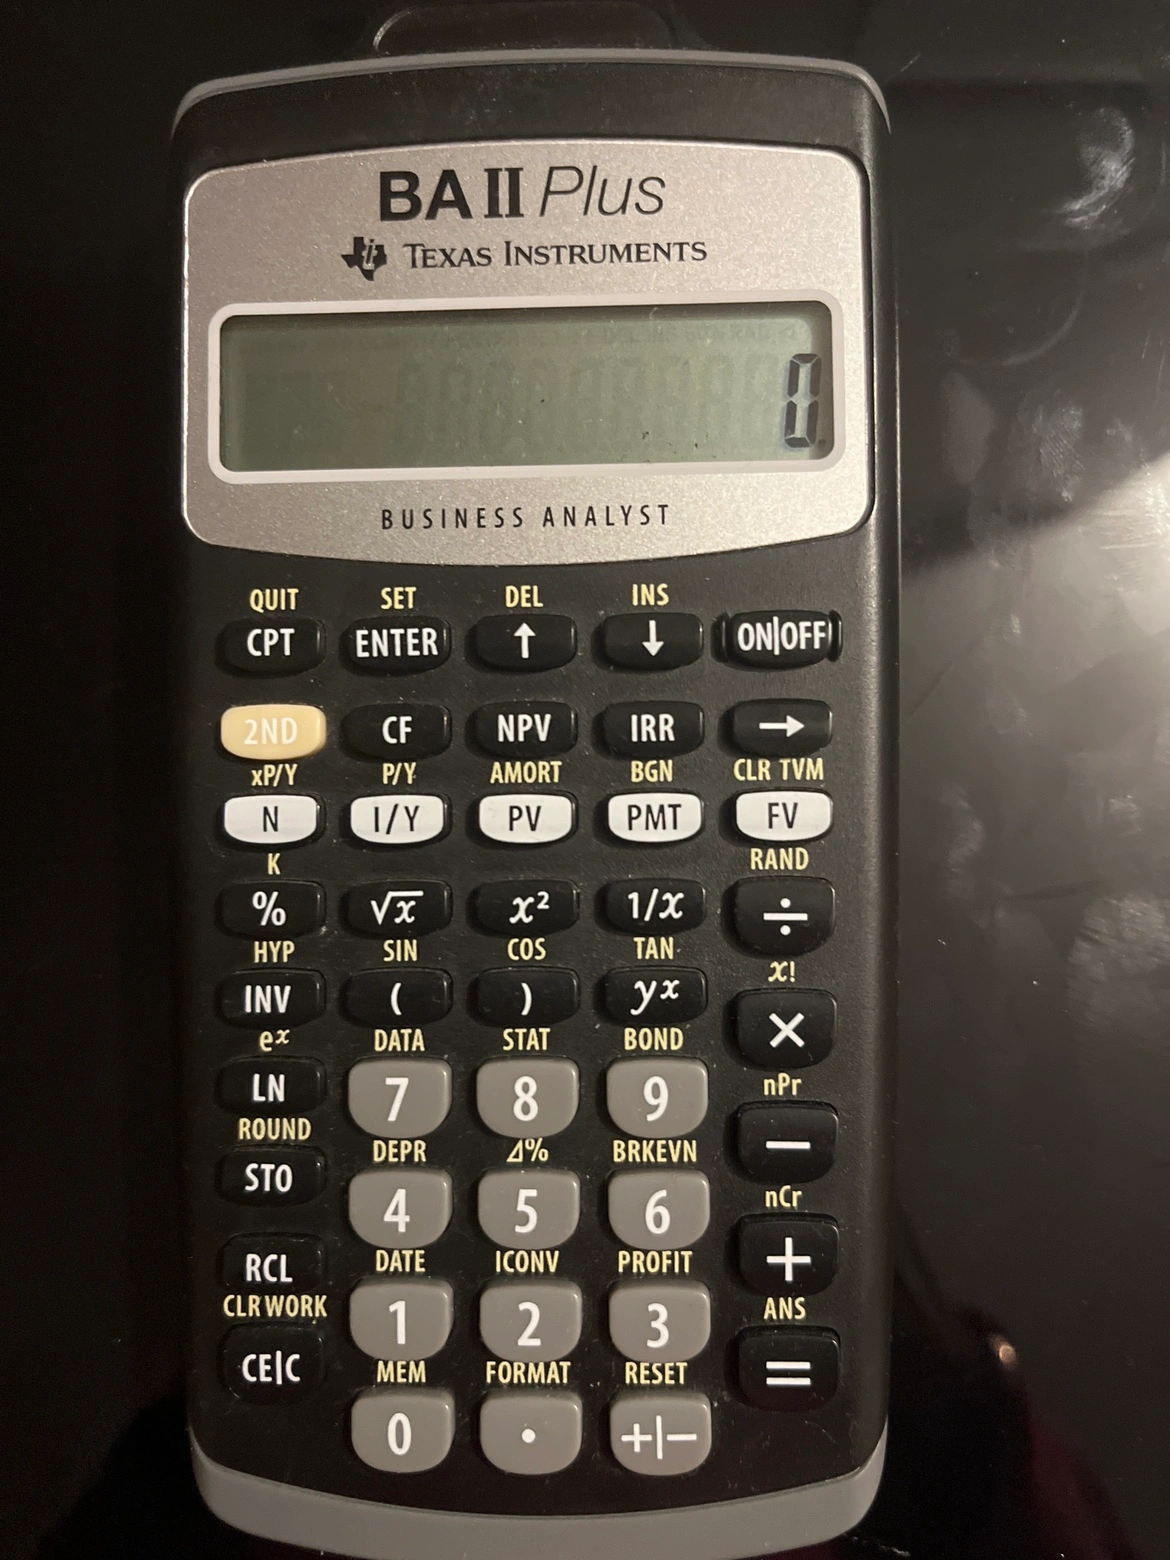 BA II Plus
TEXAS INSTRUMENTS
0.
BUSINESS ANALYST
QUIT SET DEL INS
CPT ENTER ↑ ↓ ON|OFF
2ND CF NPV IRR →
xP/Y P/Y AMORT BGN CLR TVM
N I/Y PV PMT FV
K RAND
% √x x² 1/x ÷
HYP SIN COS TAN x!
INV ( ) yˣ ×
eˣ DATA STAT BOND nPr
LN 7 8 9 −
ROUND DEPR Δ% BRKEVN nCr
STO 4 5 6 +
DATE ICONV PROFIT ANS
RCL 1 2 3 =
CLR WORK MEM FORMAT RESET
CE|C 0 . +|−